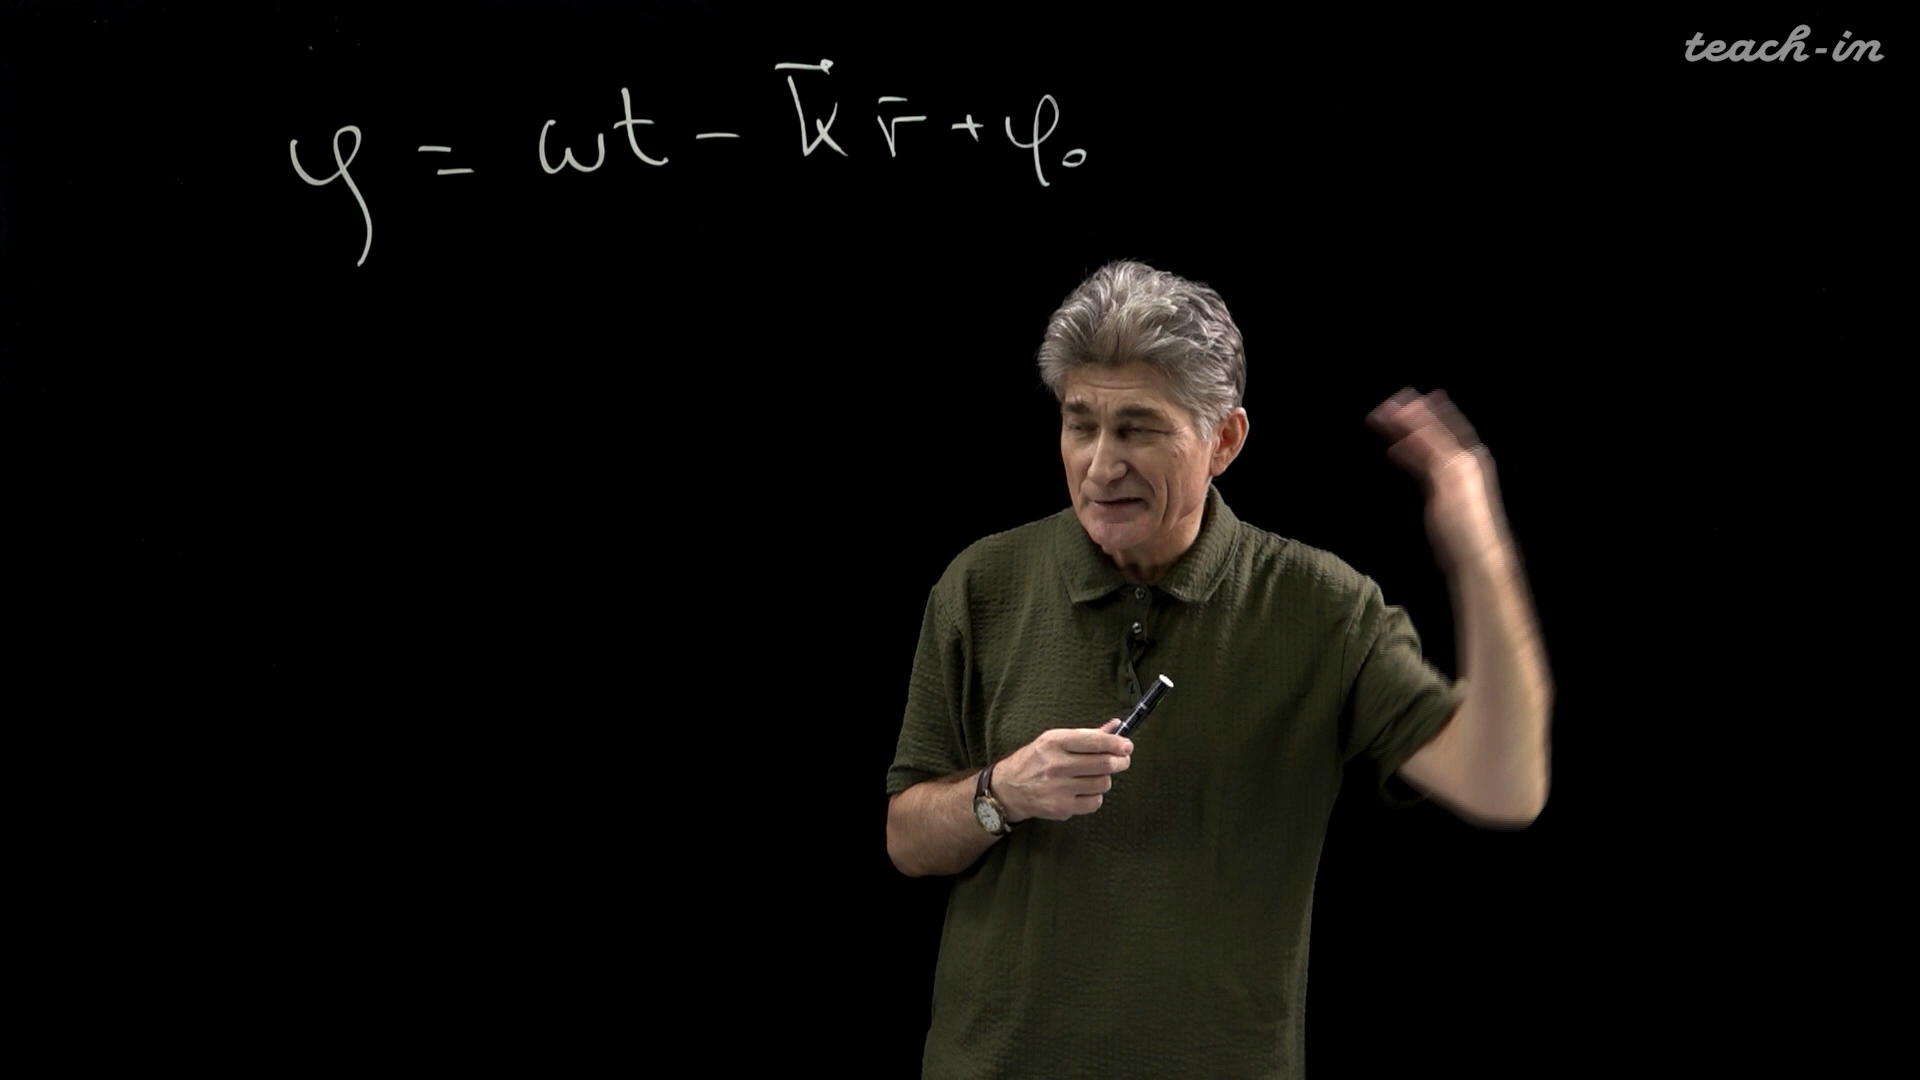 teach-in
φ = ωt − k⃗ r̄ + φ₀